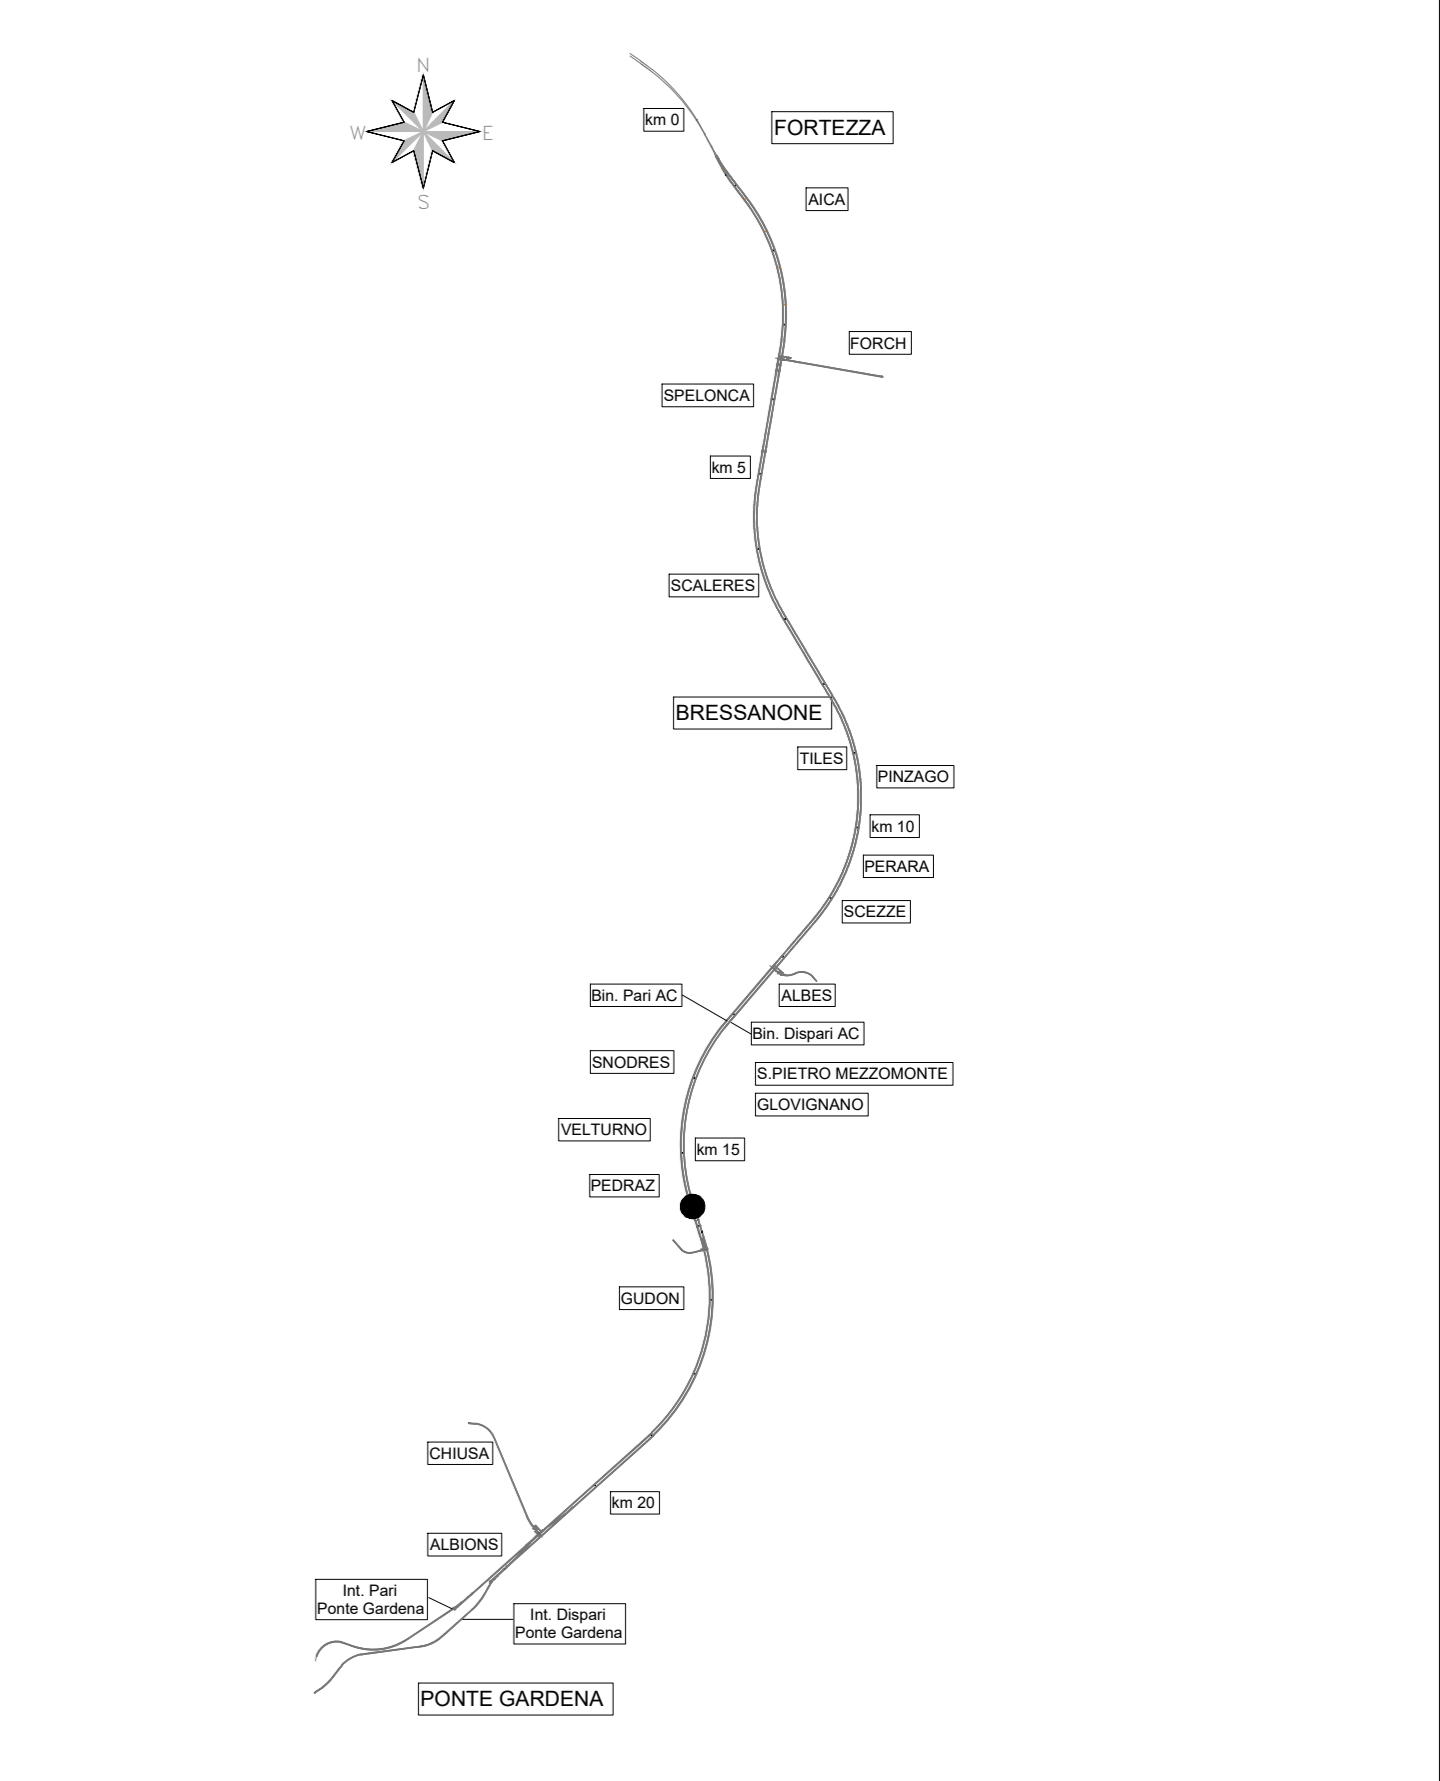 N
km 0
FORTEZZA
W
E
AICA
S
FORCH
SPELONCA
km 5
SCALERES
BRESSANONE
TILES
PINZAGO
km 10
PERARA
SCEZZE
Bin. Pari AC
ALBES
Bin. Dispari AC
SNODRES
S.PIETRO MEZZOMONTE
GLOVIGNANO
VELTURNO
km 15
PEDRAZ
GUDON
CHIUSA
km 20
ALBIONS
Int. Pari
Ponte Gardena
Int. Dispari
Ponte Gardena
PONTE GARDENA